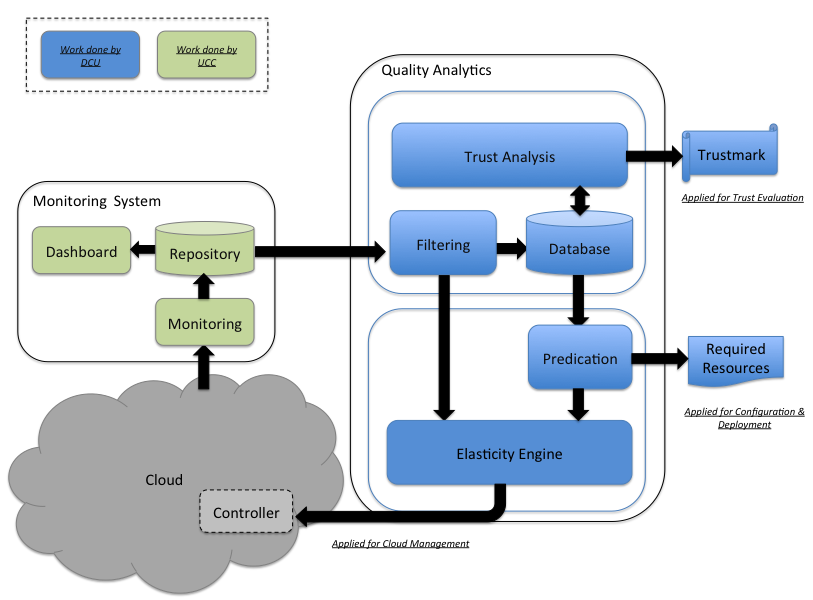 Work done by
DCU
Work done by
UCC
Quality Analytics
Trust Analysis
Trustmark
Applied for Trust Evaluation
Monitoring System
Dashboard
Repository
Filtering
Database
Monitoring
Predication
Required
Resources
Applied for Configuration &
Deployment
Elasticity Engine
Cloud
Controller
Applied for Cloud Management